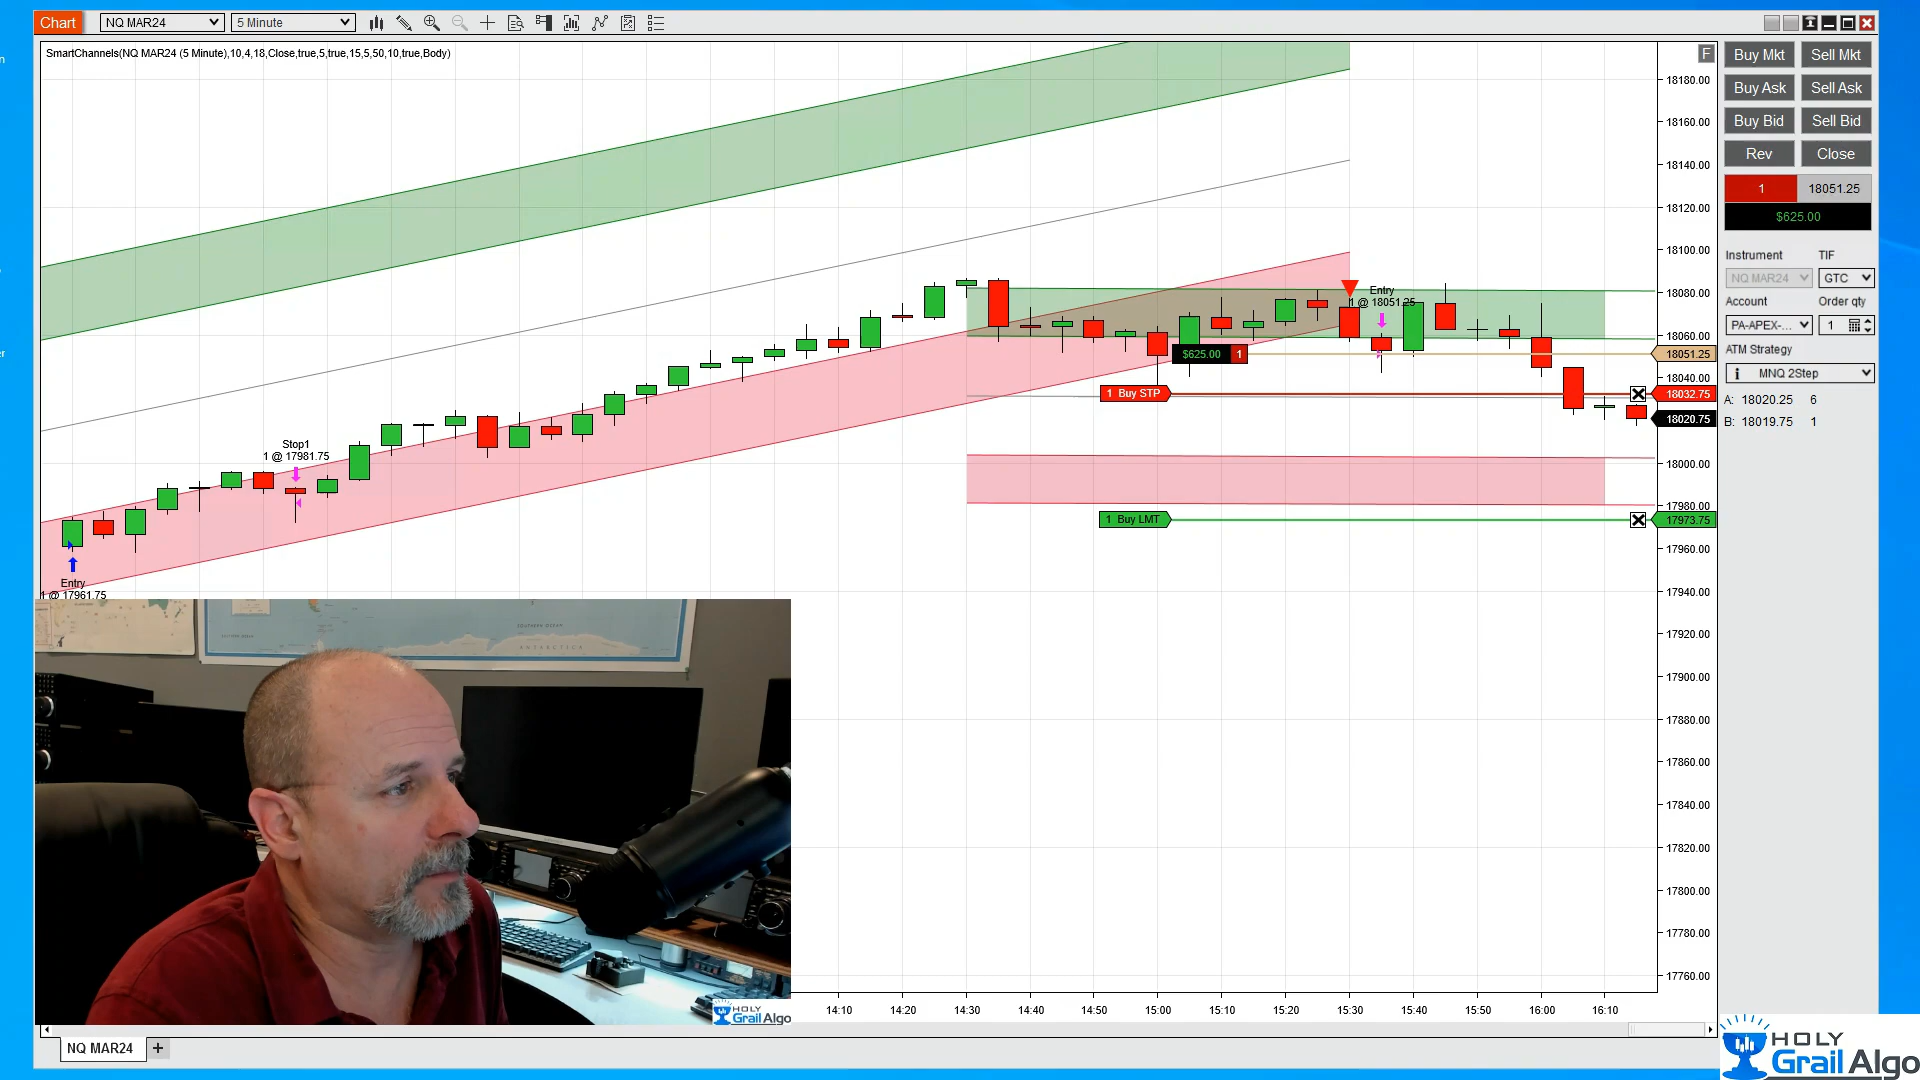 Chart
NQ MAR24
5 Minute
SmartChannels(NQ MAR24 (5 Minute),10,4,18,Close,true,5,true,15,5,50,10,true,Body)
F
18180.00
18160.00
18140.00
18120.00
18100.00
18080.00
18060.00
18051.25
18040.00
18032.75
18020.75
18000.00
17980.00
17973.75
17960.00
17940.00
17920.00
17900.00
17880.00
17860.00
17840.00
17820.00
17800.00
17780.00
17760.00
Entry
1 @ 18051.25
$625.00 1
1 Buy STP
1 Buy LMT
Stop1
1 @ 17981.75
Entry
1 @ 17961.75
SOUTHERN OCEAN
ANTARCTICA
HOLY
Grail Algo
14:10 14:20 14:30 14:40 14:50 15:00 15:10 15:20 15:30 15:40 15:50 16:00 16:10
NQ MAR24 +
Buy Mkt Sell Mkt
Buy Ask Sell Ask
Buy Bid Sell Bid
Rev Close
1 18051.25
$625.00
Instrument TIF
NQ MAR24 GTC
Account Order qty
PA-APEX-... 1
ATM Strategy
MNQ 2Step
A: 18020.25 6
B: 18019.75 1
HOLY
Grail Algo